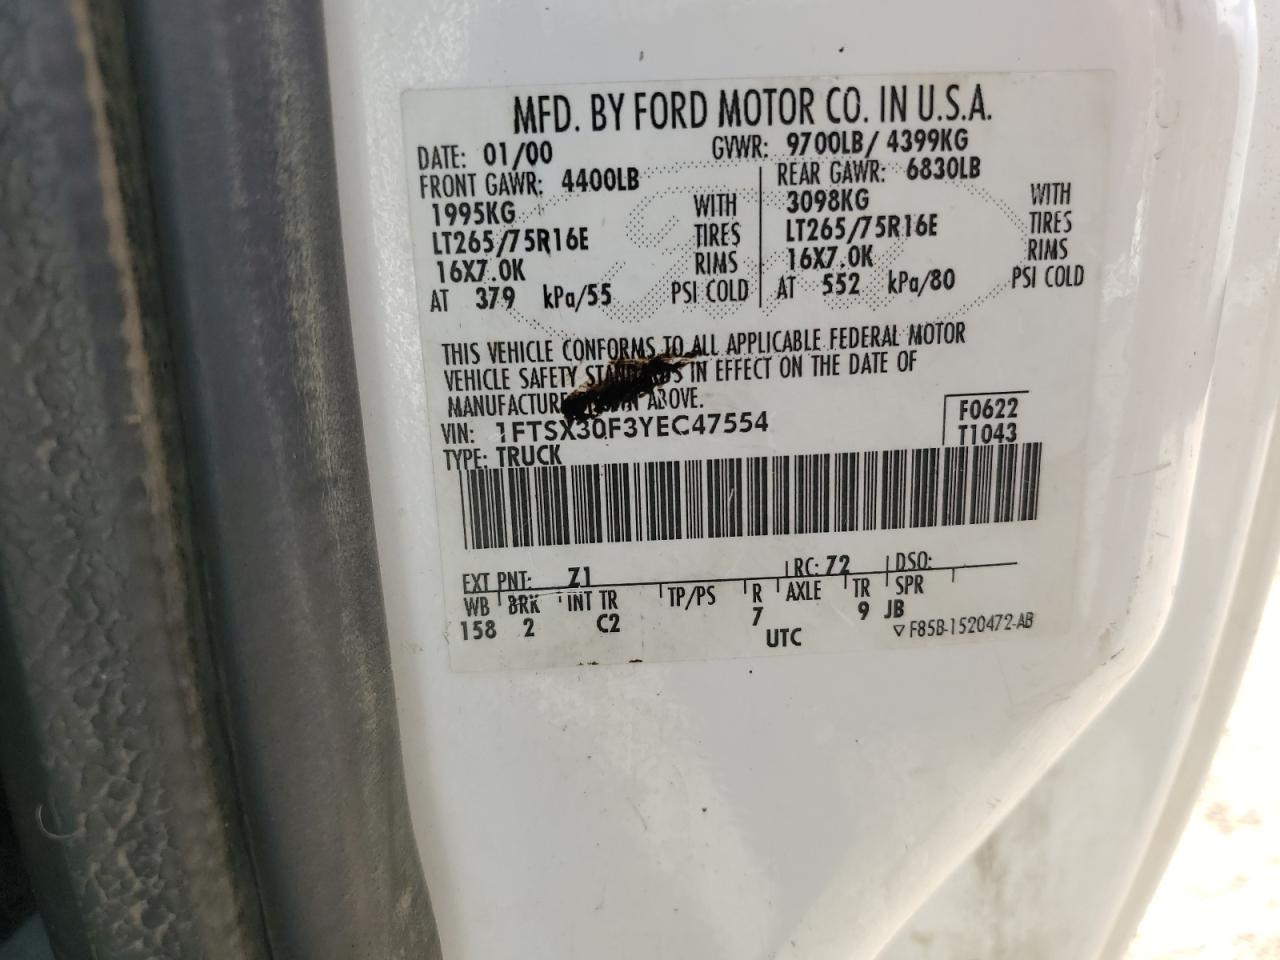 MFD. BY FORD MOTOR CO. IN U.S.A.
DATE: 01/00 GVWR: 9700LB/ 4399KG
FRONT GAWR: 4400LB REAR GAWR: 6830LB
1995KG WITH 3098KG WITH
LT265/75R16E TIRES LT265/75R16E TIRES
16X7.0K RIMS 16X7.0K RIMS
AT 379 kPa/55 PSI COLD AT 552 kPa/80 PSI COLD
THIS VEHICLE CONFORMS TO ALL APPLICABLE FEDERAL MOTOR
VEHICLE SAFETY STANDARDS IN EFFECT ON THE DATE OF
ABOVE.
VIN: 1FTSX30F3YEC47554 F0622
TYPE: TRUCK T1043
EXT PNT: Z1 RC: 72 DSO:
WB BRK INT TR TP/PS R AXLE TR SPR
158 2 C2 7 9 JB
UTC ▽ F85B-1520472-AB